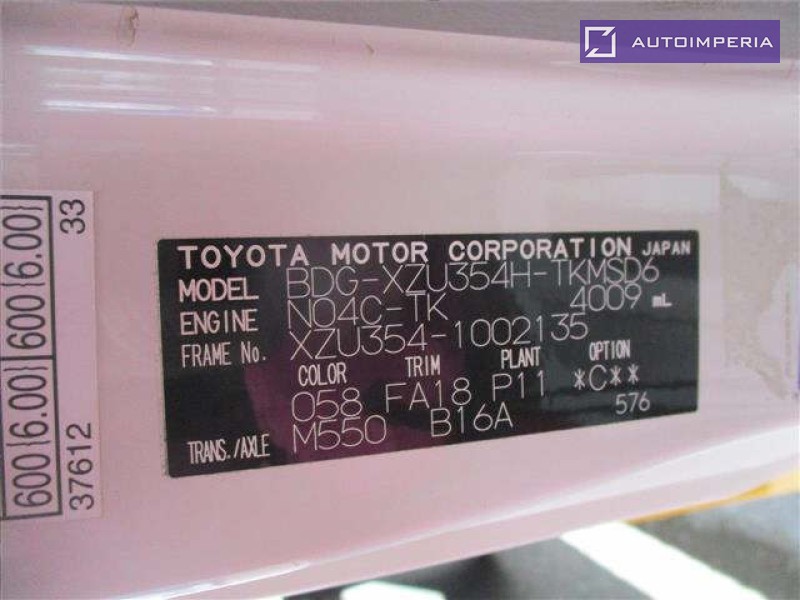 AUTOIMPERIA
TOYOTA MOTOR CORPORATION JAPAN
MODEL BDG-XZU354H-TKMSD6
ENGINE N04C-TK 4009 mL
FRAME No. XZU354-1002135
COLOR TRIM PLANT OPTION
058 FA18 P11 *C**
TRANS./AXLE M550 B16A 576
600{6.00} 600{6.00}
37612 33